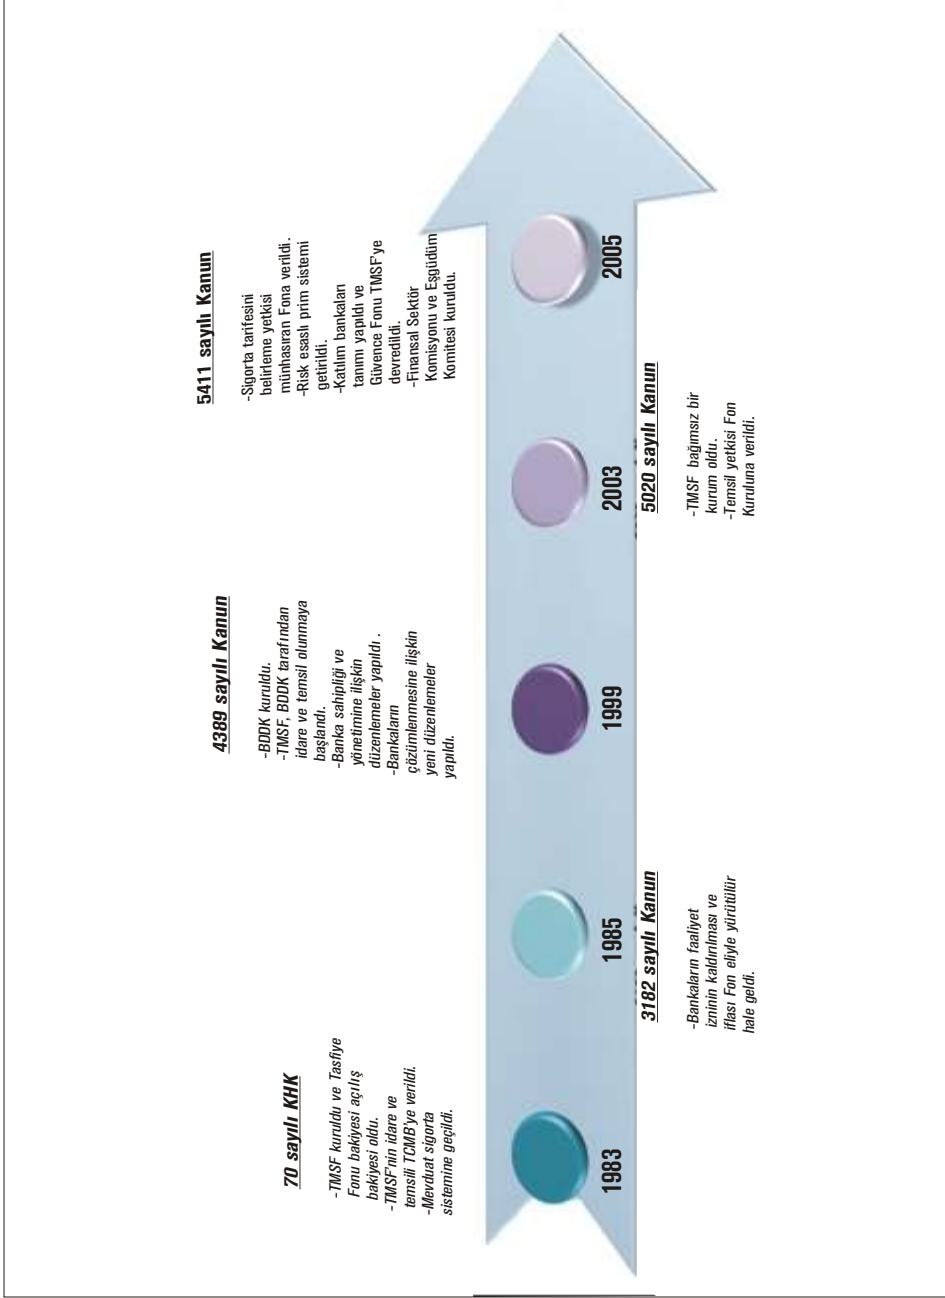 70 sayılı KHK
-TMSF kuruldu ve Tasfiye
Fonu bakiyesi açılış
bakiyesi oldu.
-TMSF'nin idare ve
temsili TCMB'ye verildi.
-Mevduat sigorta
sistemine geçildi.
1983
1985
3182 sayılı Kanun
-Bankaların faaliyet
izninin kaldırılması ve
iflası Fon eliyle yürütülür
hale geldi.
4389 sayılı Kanun
-BDDK kuruldu.
-TMSF, BDDK tarafından
idare ve temsil olunmaya
başlandı.
-Banka sahipliği ve
yönetimine ilişkin
düzenlemeler yapıldı .
-Bankaların
çözümlenmesine ilişkin
yeni düzenlemeler
yapıldı.
1999
2003
5020 sayılı Kanun
-TMSF bağımsız bir
kurum oldu.
-Temsil yetkisi Fon
Kuruluna verildi.
5411 sayılı Kanun
-Sigorta tarifesini
belirleme yetkisi
münhasıran Fona verildi.
-Risk esaslı prim sistemi
getirildi.
-Katılım bankaları
tanımı yapıldı ve
Güvence Fonu TMSF'ye
devredildi.
-Finansal Sektör
Komisyonu ve Eşgüdüm
Komitesi kuruldu.
2005